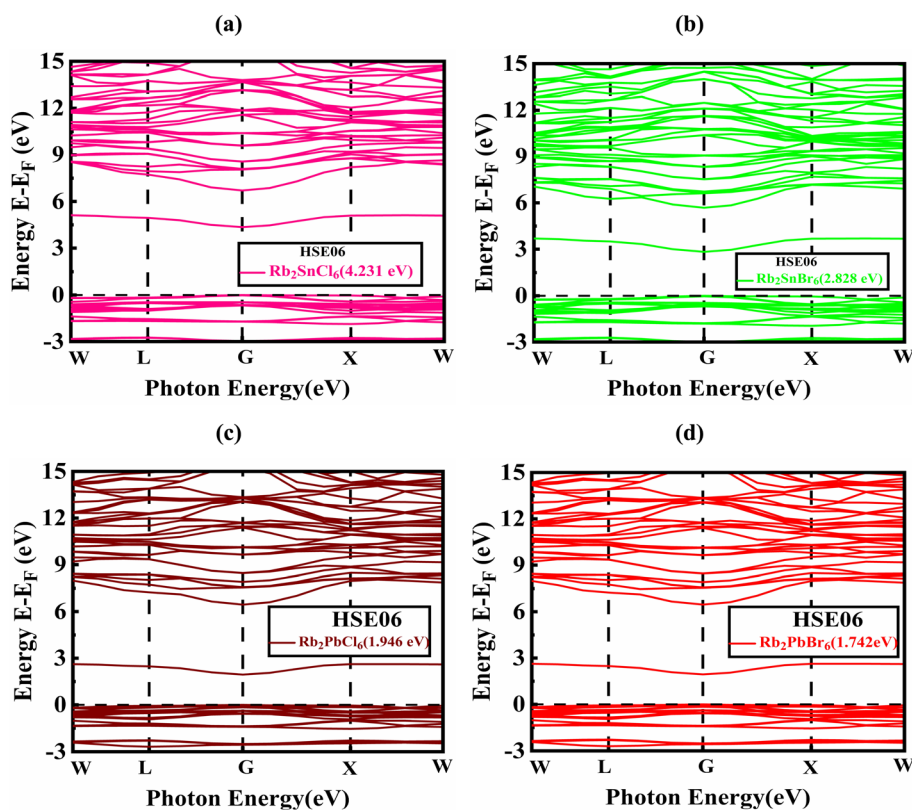 (a)
(b)
15
12
9
6
3
0
-3
Energy E-E_F (eV)
HSE06
Rb₂SnCl₆(4.231 eV)
W L G X W
Photon Energy(eV)
15
12
9
6
3
0
-3
Energy E-E_F (eV)
HSE06
Rb₂SnBr₆(2.828 eV)
W L G X W
Photon Energy(eV)
(c)
(d)
15
12
9
6
3
0
-3
Energy E-E_F (eV)
HSE06
Rb₂PbCl₆(1.946 eV)
W L G X W
Photon Energy(eV)
15
12
9
6
3
0
-3
Energy E-E_F (eV)
HSE06
Rb₂PbBr₆(1.742eV)
W L G X W
Photon Energy(eV)